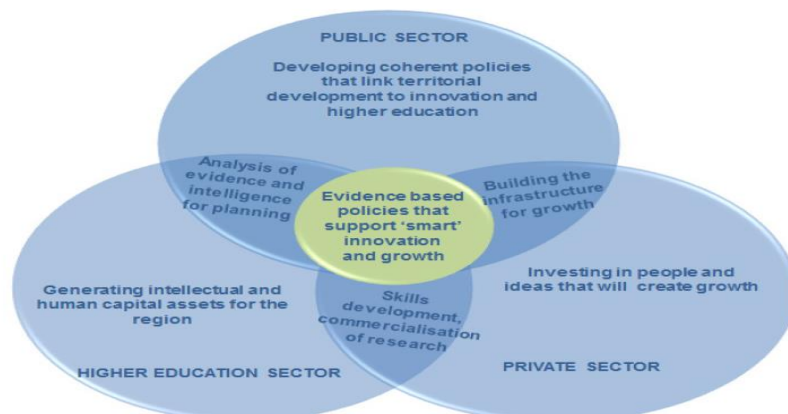 PUBLIC SECTOR
Developing coherent policies
that link territorial
development to innovation and
higher education
Analysis of
evidence and
intelligence
for planning
Building the
infrastructure
for growth
Evidence based
policies that
support ‘smart’
innovation
and growth
Generating intellectual and
human capital assets for the
region
Investing in people and
ideas that will create growth
Skills
development,
commercialisation
of research
HIGHER EDUCATION SECTOR
PRIVATE SECTOR